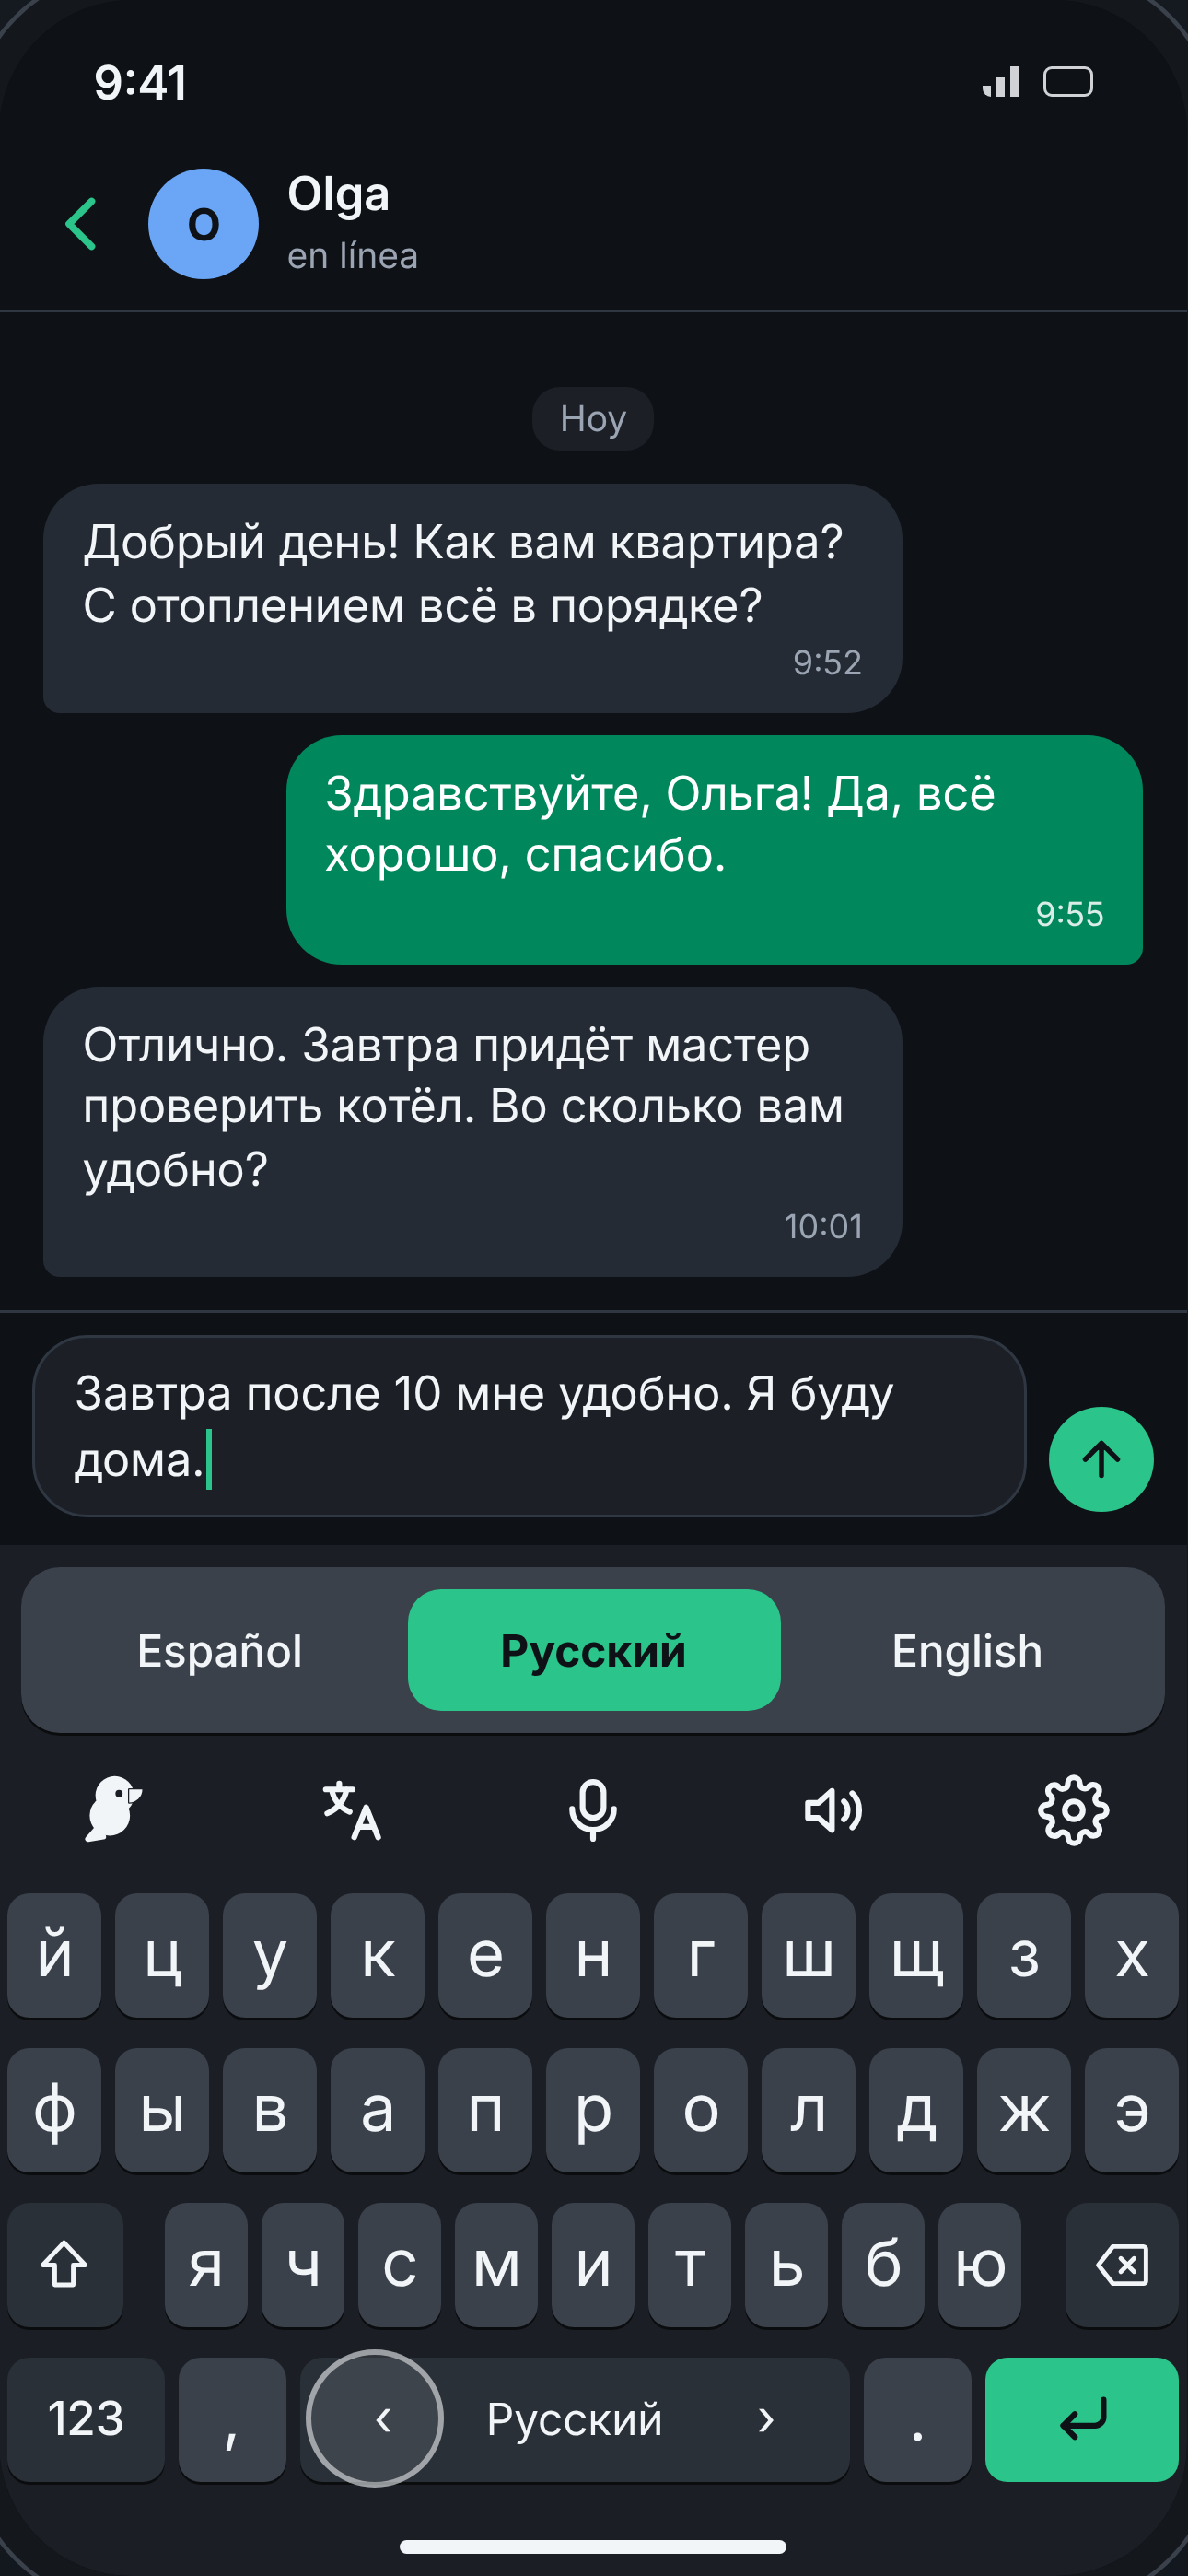 9:41
O
Olga
en línea
Hoy
Добрый день! Как вам квартира?
С отоплением всё в порядке?
9:52
Здравствуйте, Ольга! Да, всё
хорошо, спасибо.
9:55
Отлично. Завтра придёт мастер
проверить котёл. Во сколько вам
удобно?
10:01
Завтра после 10 мне удобно. Я буду
дома.
Español Русский English
й ц у к е н г ш щ з х
ф ы в а п р о л д ж э
я ч с м и т ь б ю
123 , ‹ Русский › .